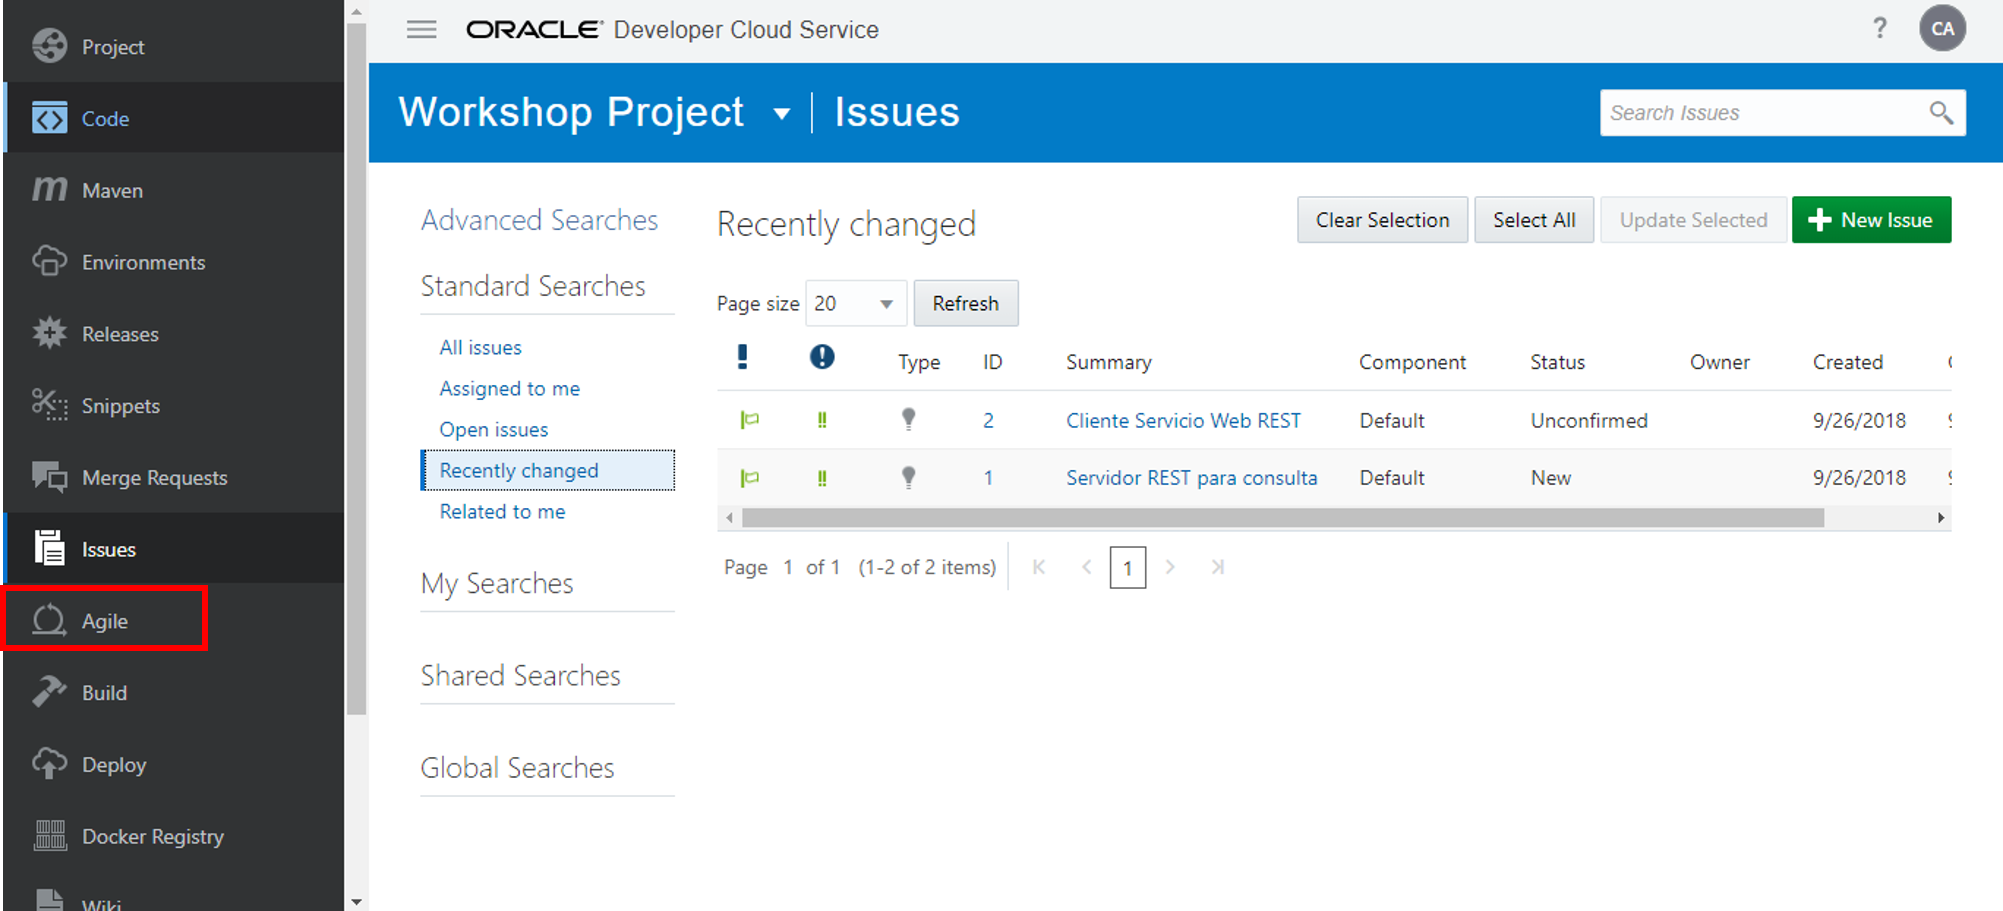 Project
Code
Maven
Environments
Releases
Snippets
Merge Requests
Issues
Agile
Build
Deploy
Docker Registry
Wiki
ORACLE Developer Cloud Service
? CA
Workshop Project | Issues
Search Issues
Advanced Searches
Standard Searches
All issues
Assigned to me
Open issues
Recently changed
Related to me
My Searches
Shared Searches
Global Searches
Recently changed
Clear Selection Select All Update Selected New Issue
Page size 20 Refresh
Type ID Summary Component Status Owner Created
2 Cliente Servicio Web REST Default Unconfirmed 9/26/2018
1 Servidor REST para consulta Default New 9/26/2018
Page 1 of 1 (1-2 of 2 items) 1